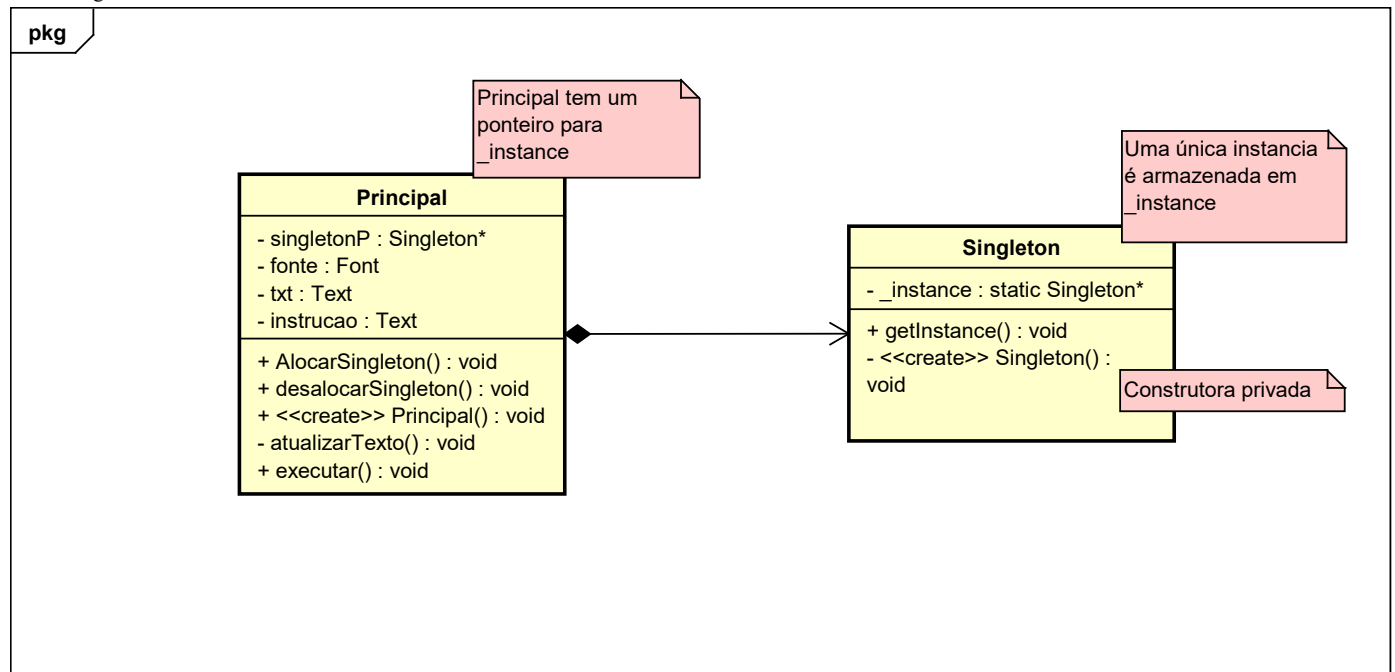 pkg
Principal tem um
ponteiro para
_instance
Uma única instancia
é armazenada em
_instance
Principal
- singletonP : Singleton*
- fonte : Font
- txt : Text
- instrucao : Text
+ AlocarSingleton() : void
+ desalocarSingleton() : void
+ <<create>> Principal() : void
- atualizarTexto() : void
+ executar() : void
Singleton
- _instance : static Singleton*
+ getInstance() : void
- <<create>> Singleton() :
void
Construtora privada